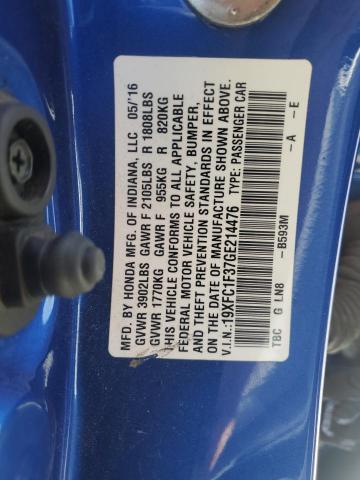 MFD. BY HONDA MFG. OF INDIANA, LLC 05/'16
GVWR 3902LBS GAWR F 2105LBS R 1808LBS
GVWR 1770KG GAWR F 955KG R 820KG
THIS VEHICLE CONFORMS TO ALL APPLICABLE
FEDERAL MOTOR VEHICLE SAFETY, BUMPER,
AND THEFT PREVENTION STANDARDS IN EFFECT
ON THE DATE OF MANUFACTURE SHOWN ABOVE.
V.I.N.:19XFC1F37GE214476 TYPE: PASSENGER CAR
TBC G LN8 -B593M -A -E